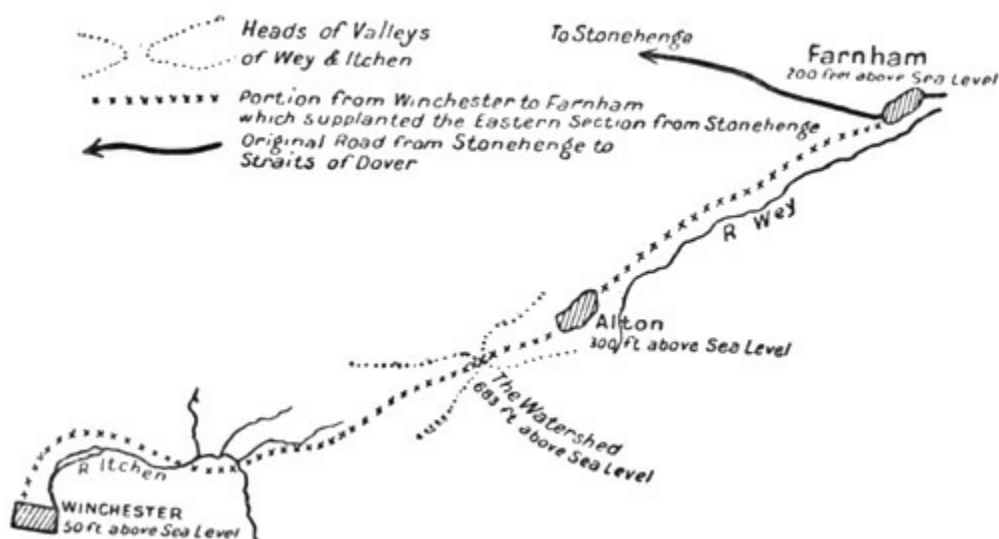 Heads of Valleys
of Wey & Itchen
Portion from Winchester to Farnham
which supplanted the Eastern Section from Stonehenge
Original Road from Stonehenge to
Straits of Dover
To Stonehenge
Farnham
200 feet above Sea Level
R Wey
Alton
300 ft above Sea Level
The Watershed
683 ft above Sea Level
R Itchen
WINCHESTER
50 ft above Sea Level